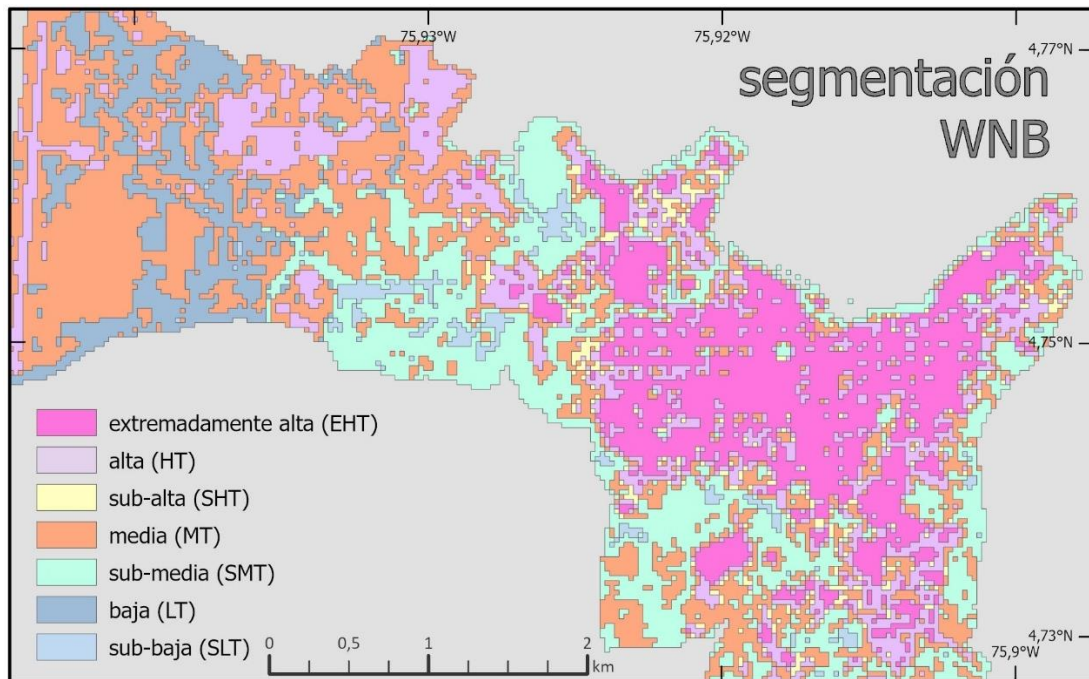 75,93°W
75,92°W
4,77°N
segmentación
WNB
4,75°N
extremadamente alta (EHT)
alta (HT)
sub-alta (SHT)
media (MT)
sub-media (SMT)
baja (LT)
sub-baja (SLT)
0 0,5 1 2
km
4,73°N
75,9°W